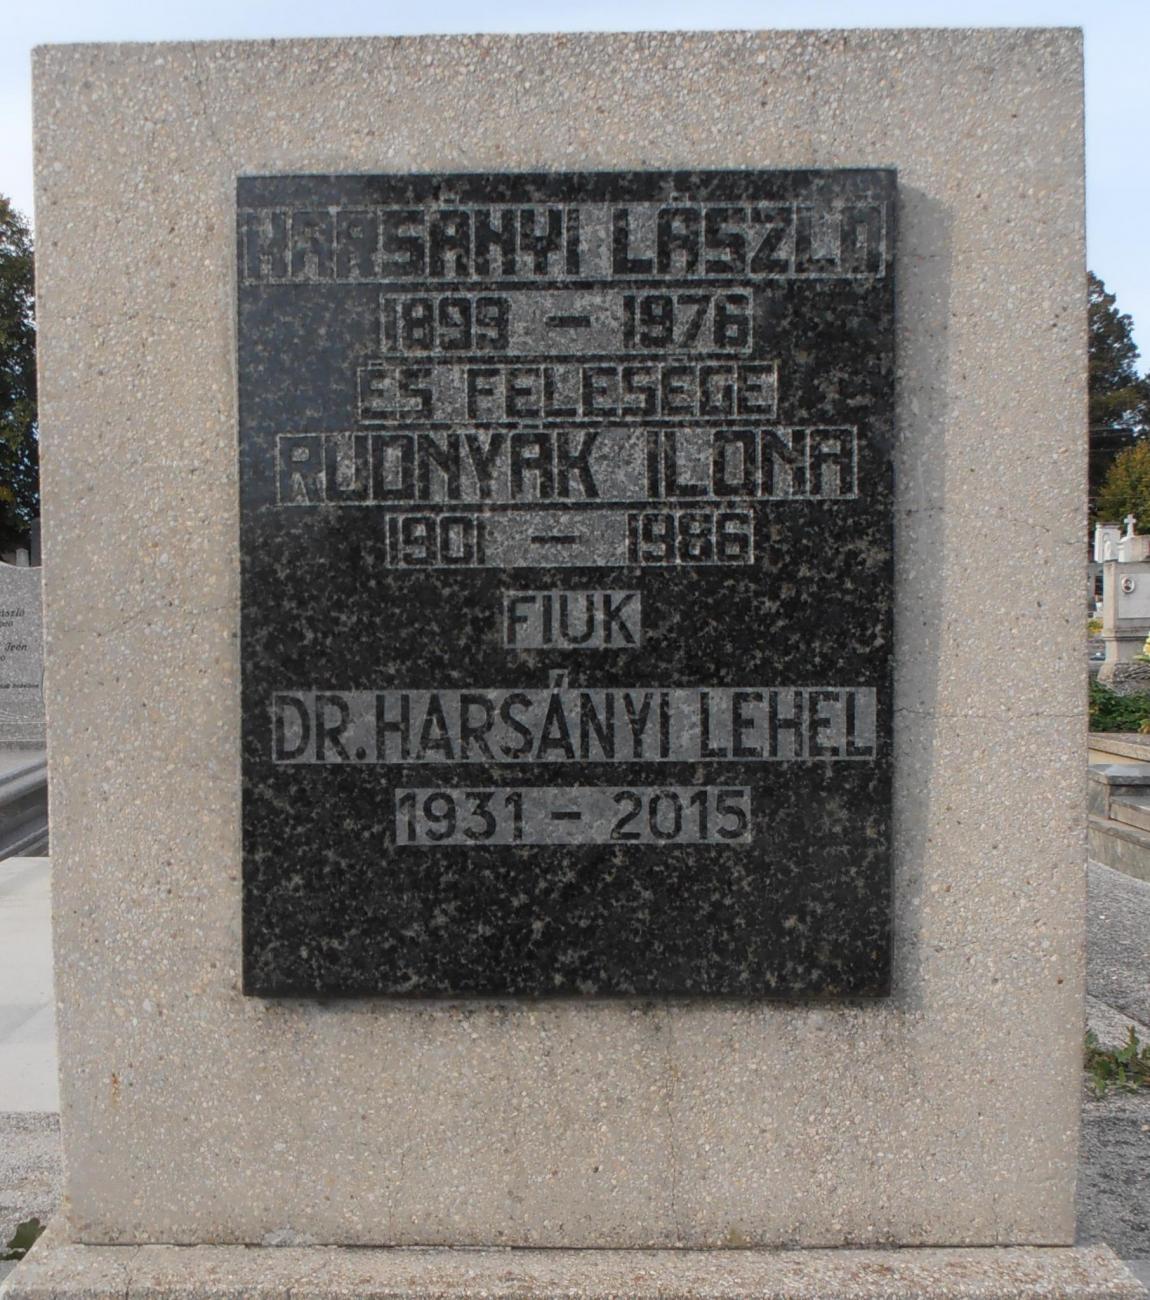 HARSÁNYI LÁSZLÓ
1899 - 1976
ÉS FELESÉGE
RUDNYÁK ILONA
1901 - 1986
FIUK
DR. HARSÁNYI LEHEL
1931 - 2015